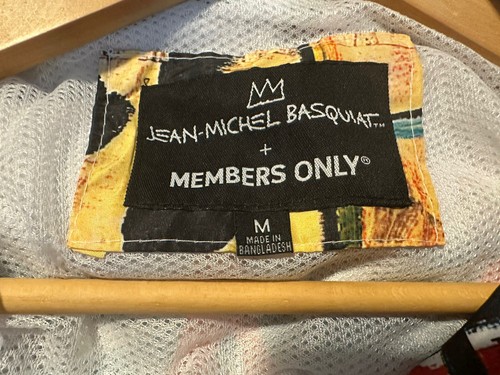 JEAN-MICHEL BASQUIAT™
+
MEMBERS ONLY®
M
MADE IN
BANGLADESH